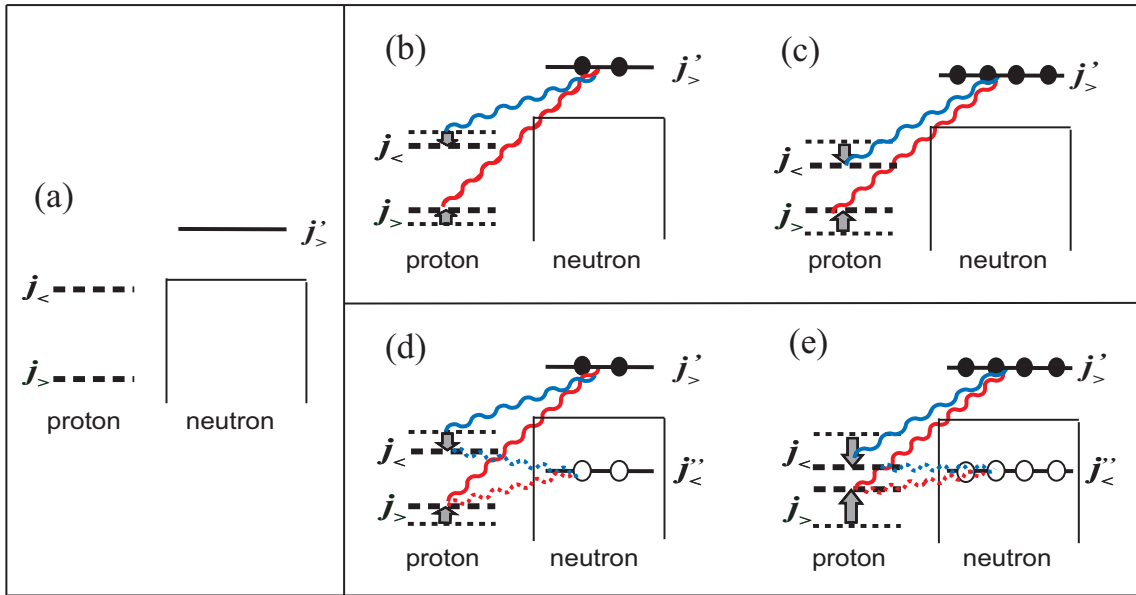 (a)
j'>
j<
j>
proton neutron
(b)
j'>
j<
j>
proton neutron
(c)
j'>
j<
j>
proton neutron
(d)
j'>
j<
j''<
j>
proton neutron
(e)
j'>
j<
j''<
j>
proton neutron